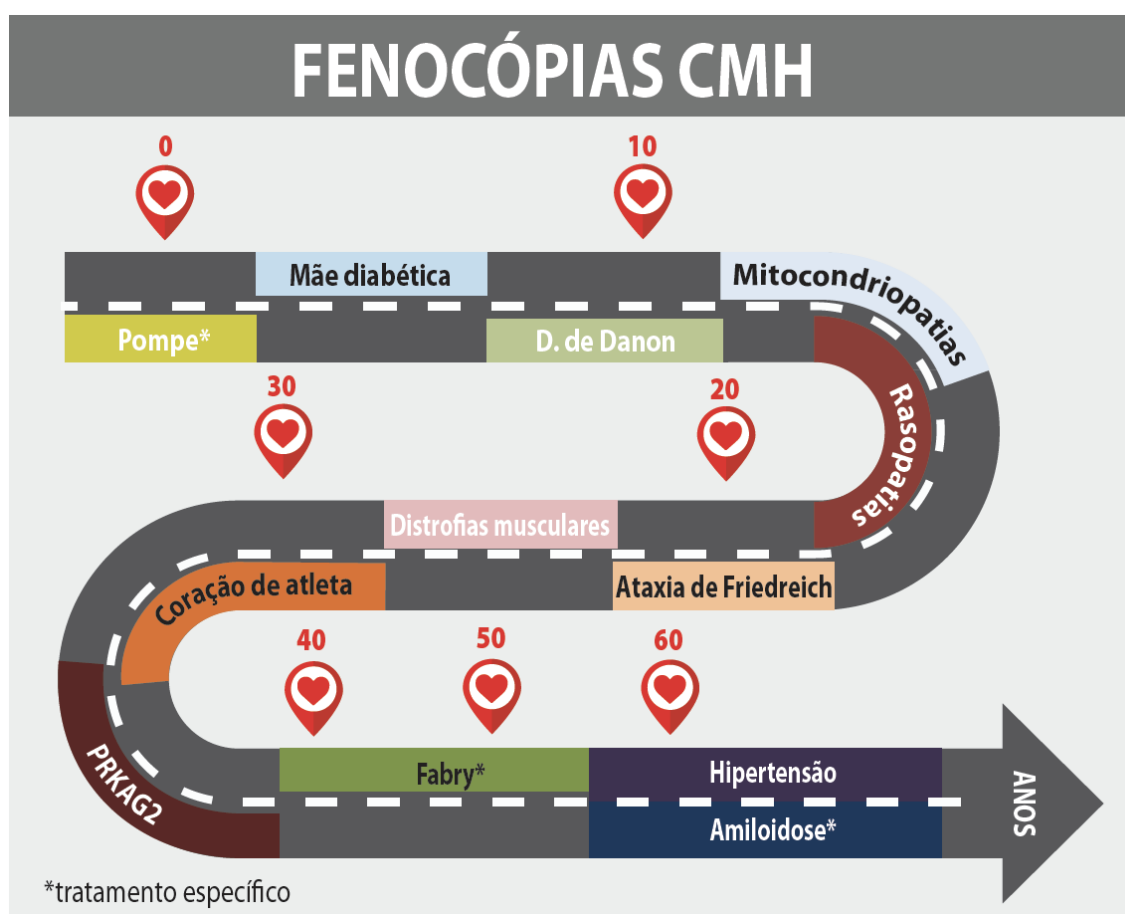 FENOCÓPIAS CMH
0
10
Mãe diabética
Mitocondriopatias
Pompe*
D. de Danon
Rasopatias
30
20
Distrofias musculares
Coração de atleta
Ataxia de Friedreich
40
50
60
PRKAG2
Fabry*
Hipertensão
Amiloidose*
ANOS
*tratamento específico